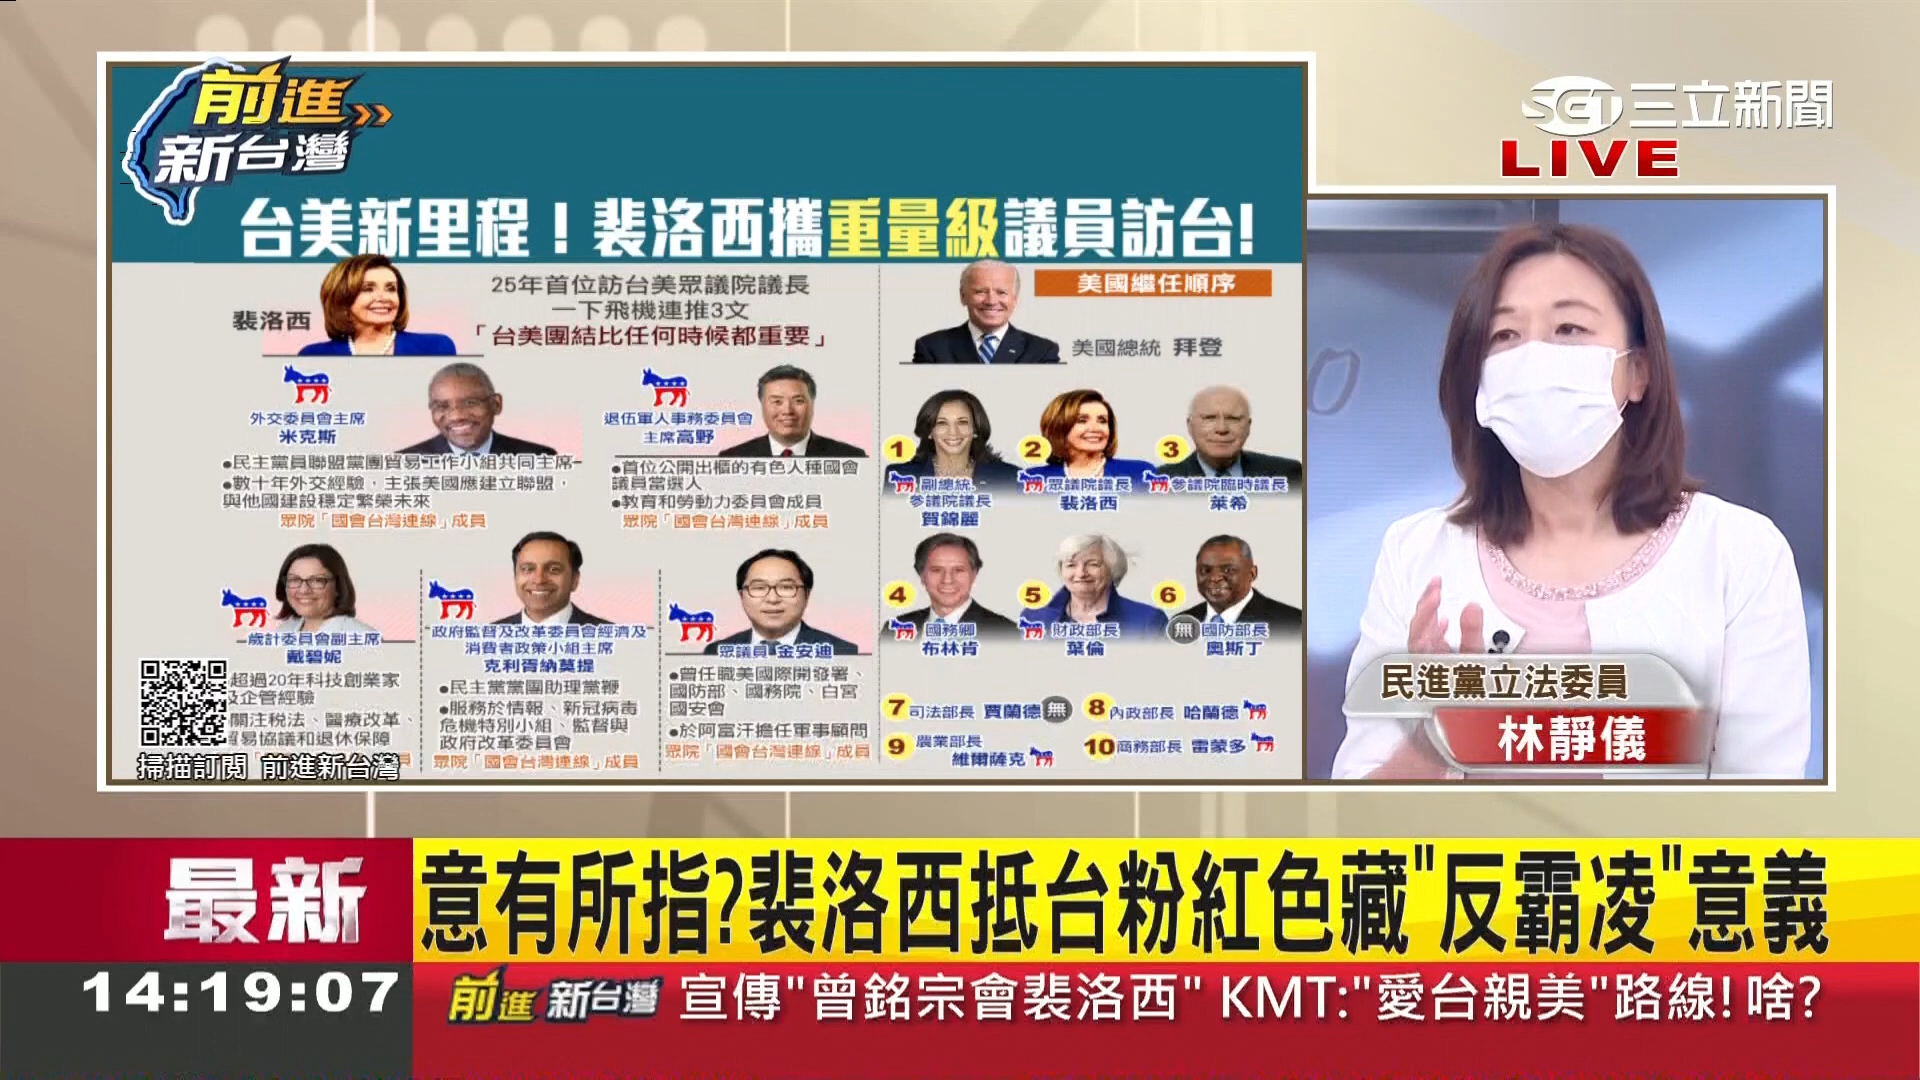 前進
新台灣
SET三立新聞
LIVE
台美新里程！裴洛西攜重量級議員訪台!
裴洛西
25年首位訪台美眾議院議長
一下飛機連推3文
「台美團結比任何時候都重要」
外交委員會主席
米克斯
●民主黨員聯盟黨團貿易工作小組共同主席
●數十年外交經驗，主張美國應建立聯盟，
與他國建設穩定繁榮未來
眾院「國會台灣連線」成員
退伍軍人事務委員會
主席高野
●首位公開出櫃的有色人種國會
議員當選人
●教育和勞動力委員會成員
眾院「國會台灣連線」成員
歲計委員會副主席
戴碧妮
超過20年科技創業家
及企管經驗
關注稅法、醫療改革、
貿易協議和退休保障
員
政府監督及改革委員會經濟及
消費者政策小組主席
克利胥納莫提
●民主黨黨團助理黨鞭
●服務於情報、新冠病毒
危機特別小組、監督與
政府改革委員會
眾院「國會台灣連線」成員
眾議員 金安迪
●曾任職美國際開發署、
國防部、國務院、白宮
國安會
●於阿富汗擔任軍事顧問
眾院「國會台灣連線」成員
美國繼任順序
美國總統 拜登
1
副總統、
參議院議長
賀錦麗
2
眾議院議長
裴洛西
3
參議院臨時議長
萊希
4
國務卿
布林肯
5
財政部長
葉倫
6
無 國防部長
奧斯丁
7 司法部長 賈蘭德 無
8 內政部長 哈蘭德
9 農業部長
維爾薩克
10 商務部長 雷蒙多
掃描訂閱 前進新台灣
民進黨立法委員
林靜儀
最新
意有所指?裴洛西抵台粉紅色藏"反霸凌"意義
14:19:07
前進新台灣 宣傳"曾銘宗會裴洛西" KMT:"愛台親美"路線!啥?